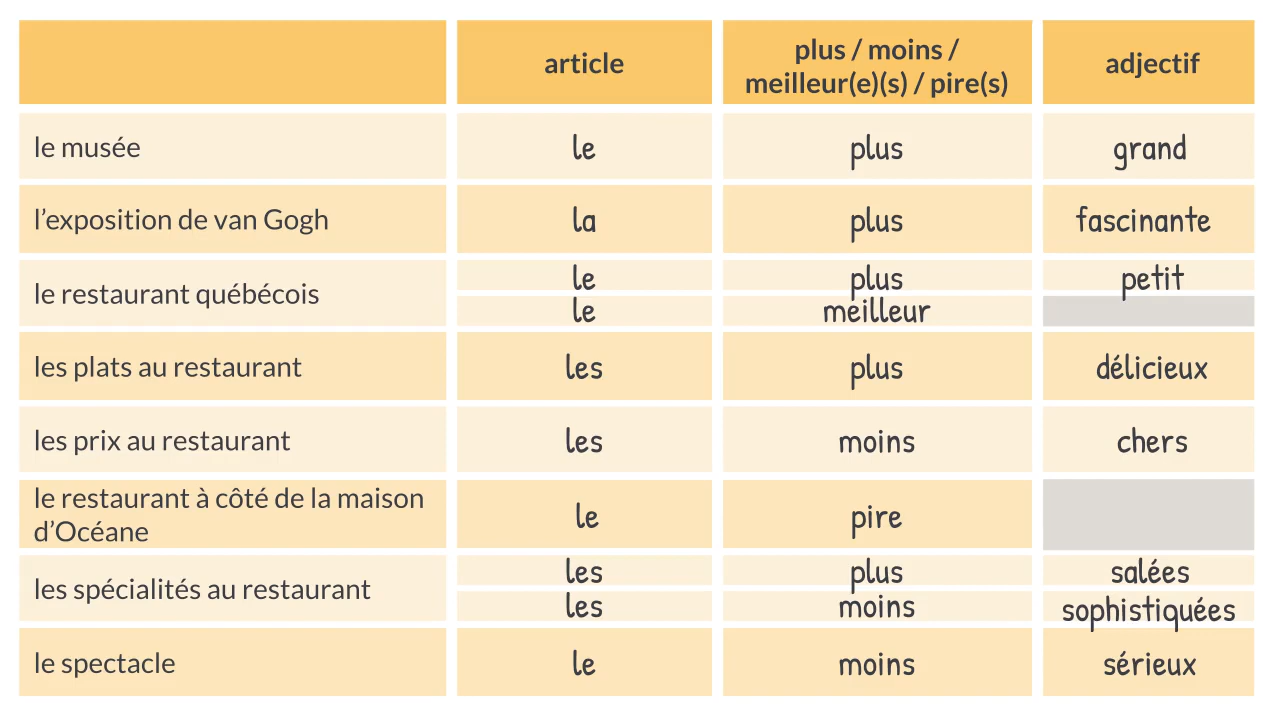 article
plus / moins /
meilleur(e)(s) / pire(s)
adjectif
le musée
le
plus
grand
l’exposition de van Gogh
la
plus
fascinante
le restaurant québécois
le
plus
petit
le
meilleur
les plats au restaurant
les
plus
délicieux
les prix au restaurant
les
moins
chers
le restaurant à côté de la maison
d’Océane
le
pire
les spécialités au restaurant
les
plus
salées
les
moins
sophistiquées
le spectacle
le
moins
sérieux